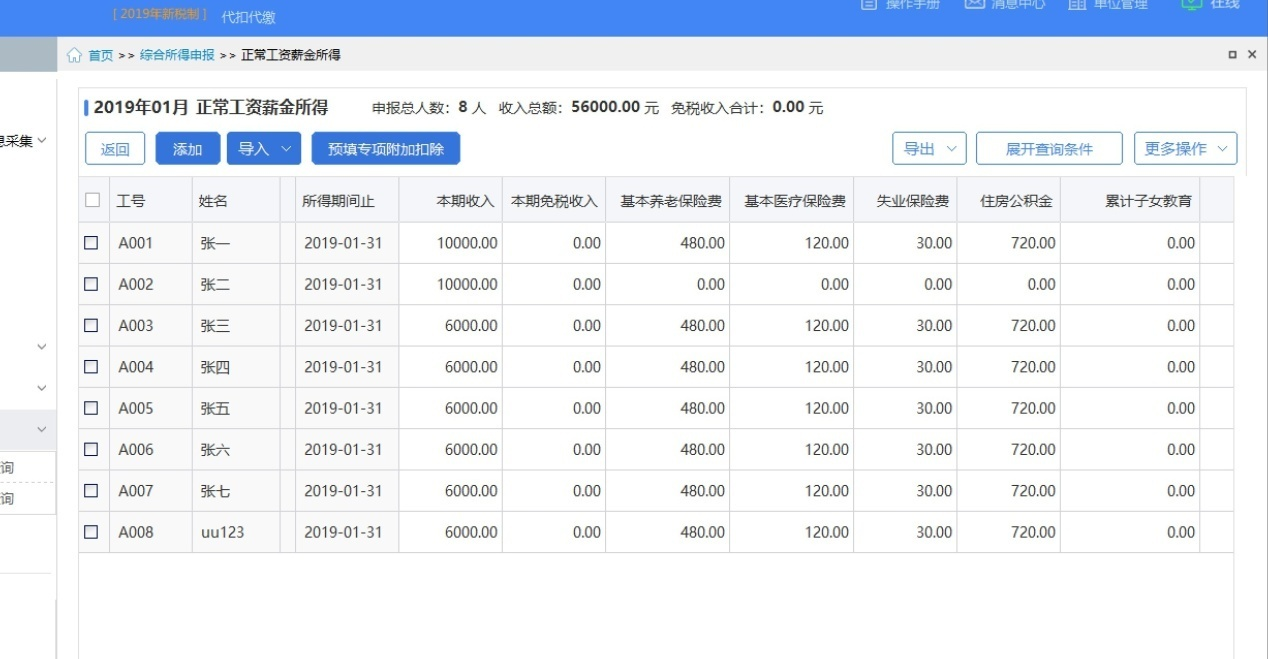 [ 2019年新税制 ] 代扣代缴 操作手册 消息中心 单位管理 在线
首页 >> 综合所得申报 >> 正常工资薪金所得
2019年01月 正常工资薪金所得 申报总人数: 8 人 收入总额: 56000.00 元 免税收入合计: 0.00 元
息采集
返回 添加 导入 预填专项附加扣除 导出 展开查询条件 更多操作
工号 姓名 所得期间止 本期收入 本期免税收入 基本养老保险费 基本医疗保险费 失业保险费 住房公积金 累计子女教育
A001 张一 2019-01-31 10000.00 0.00 480.00 120.00 30.00 720.00 0.00
A002 张二 2019-01-31 10000.00 0.00 0.00 0.00 0.00 0.00 0.00
A003 张三 2019-01-31 6000.00 0.00 480.00 120.00 30.00 720.00 0.00
A004 张四 2019-01-31 6000.00 0.00 480.00 120.00 30.00 720.00 0.00
A005 张五 2019-01-31 6000.00 0.00 480.00 120.00 30.00 720.00 0.00
A006 张六 2019-01-31 6000.00 0.00 480.00 120.00 30.00 720.00 0.00
询
A007 张七 2019-01-31 6000.00 0.00 480.00 120.00 30.00 720.00 0.00
询
A008 uu123 2019-01-31 6000.00 0.00 480.00 120.00 30.00 720.00 0.00